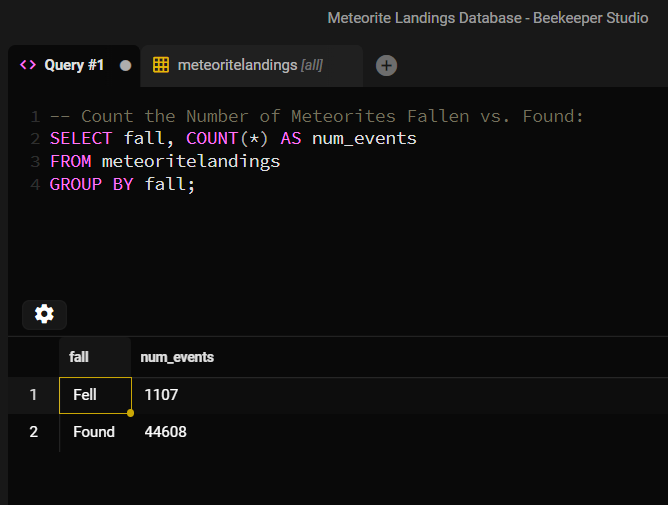 Meteorite Landings Database - Beekeeper Studio
<> Query #1 meteoritelandings [all]
1 -- Count the Number of Meteorites Fallen vs. Found:
2 SELECT fall, COUNT(*) AS num_events
3 FROM meteoritelandings
4 GROUP BY fall;
fall num_events
1 Fell 1107
2 Found 44608